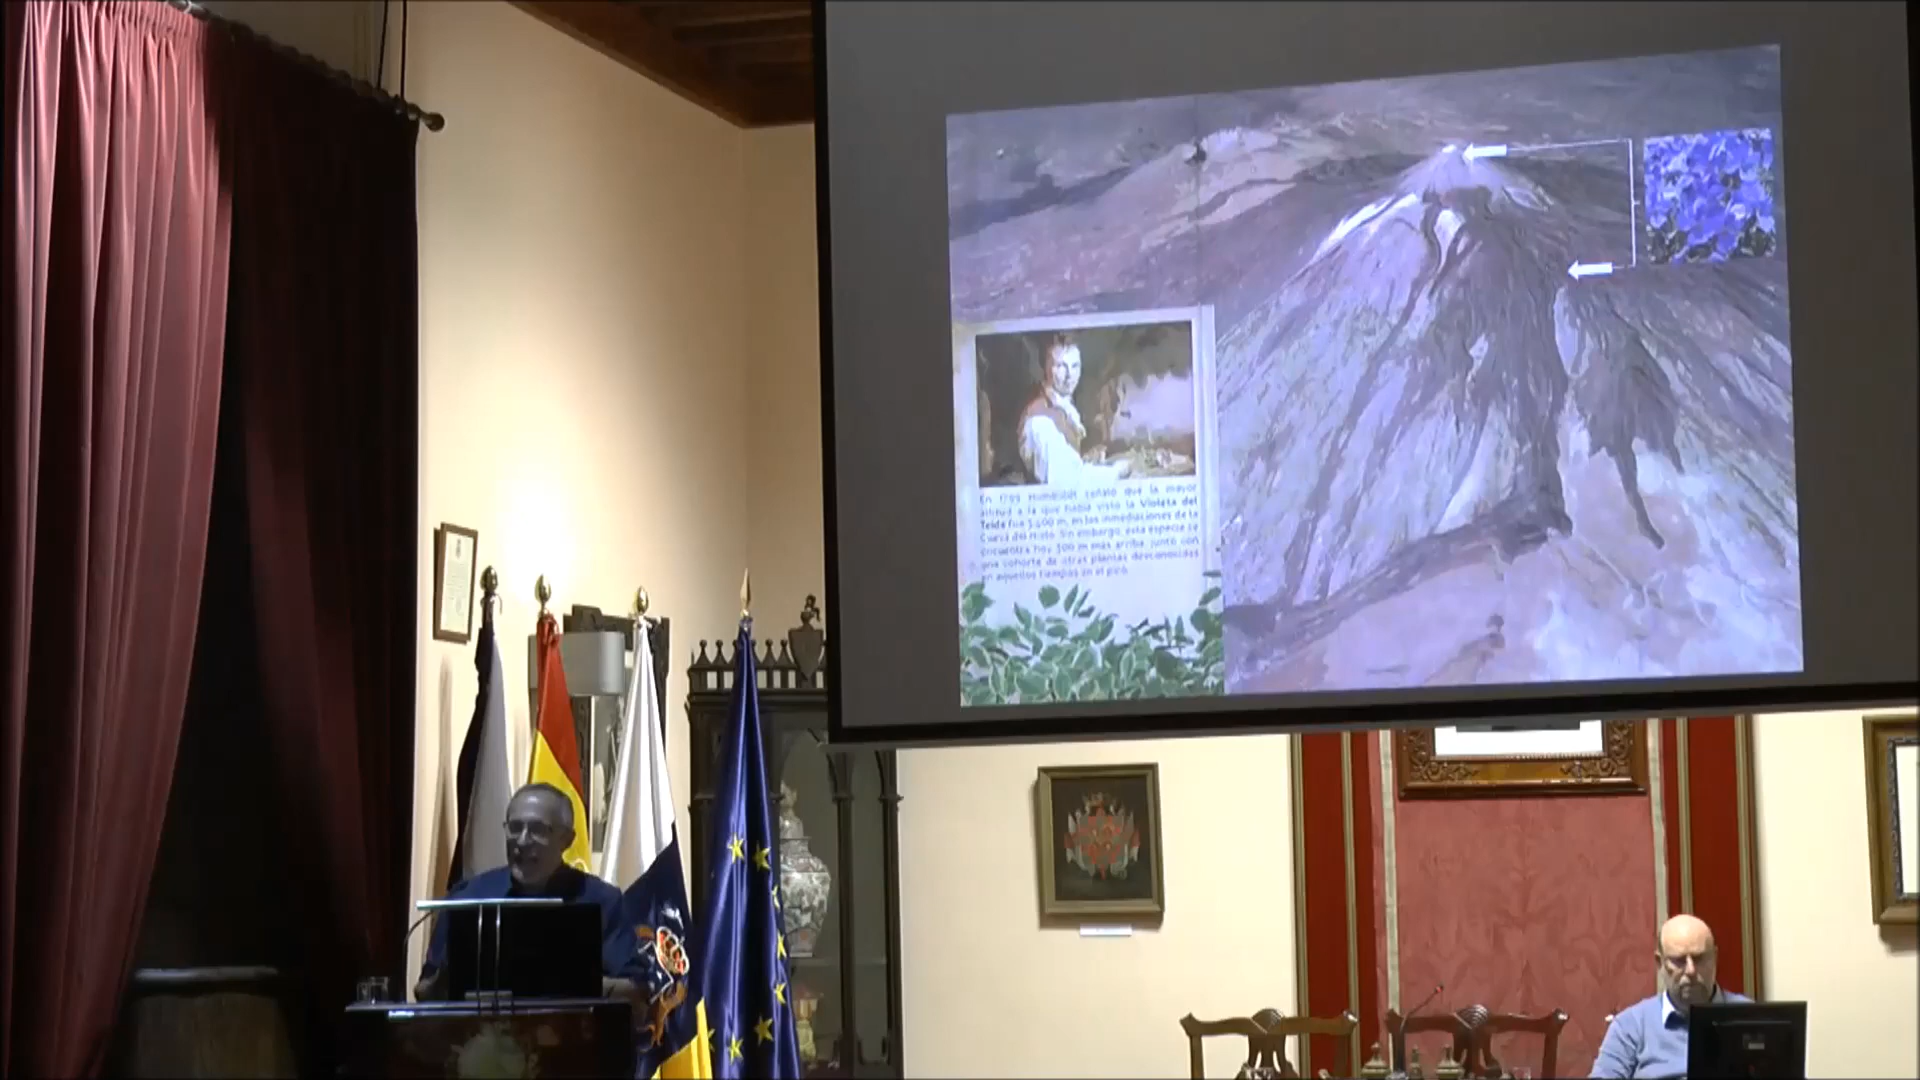 En 1799 Humboldt señaló que la mayor
altitud a la que había visto la Violeta del
Teide fue 3.400 m, en las inmediaciones de la
Cueva del Hielo. Sin embargo, esta especie se
encuentra hoy 300 m más arriba, junto con
una cohorte de otras plantas desconocidas
en aquellos tiempos en el pico.